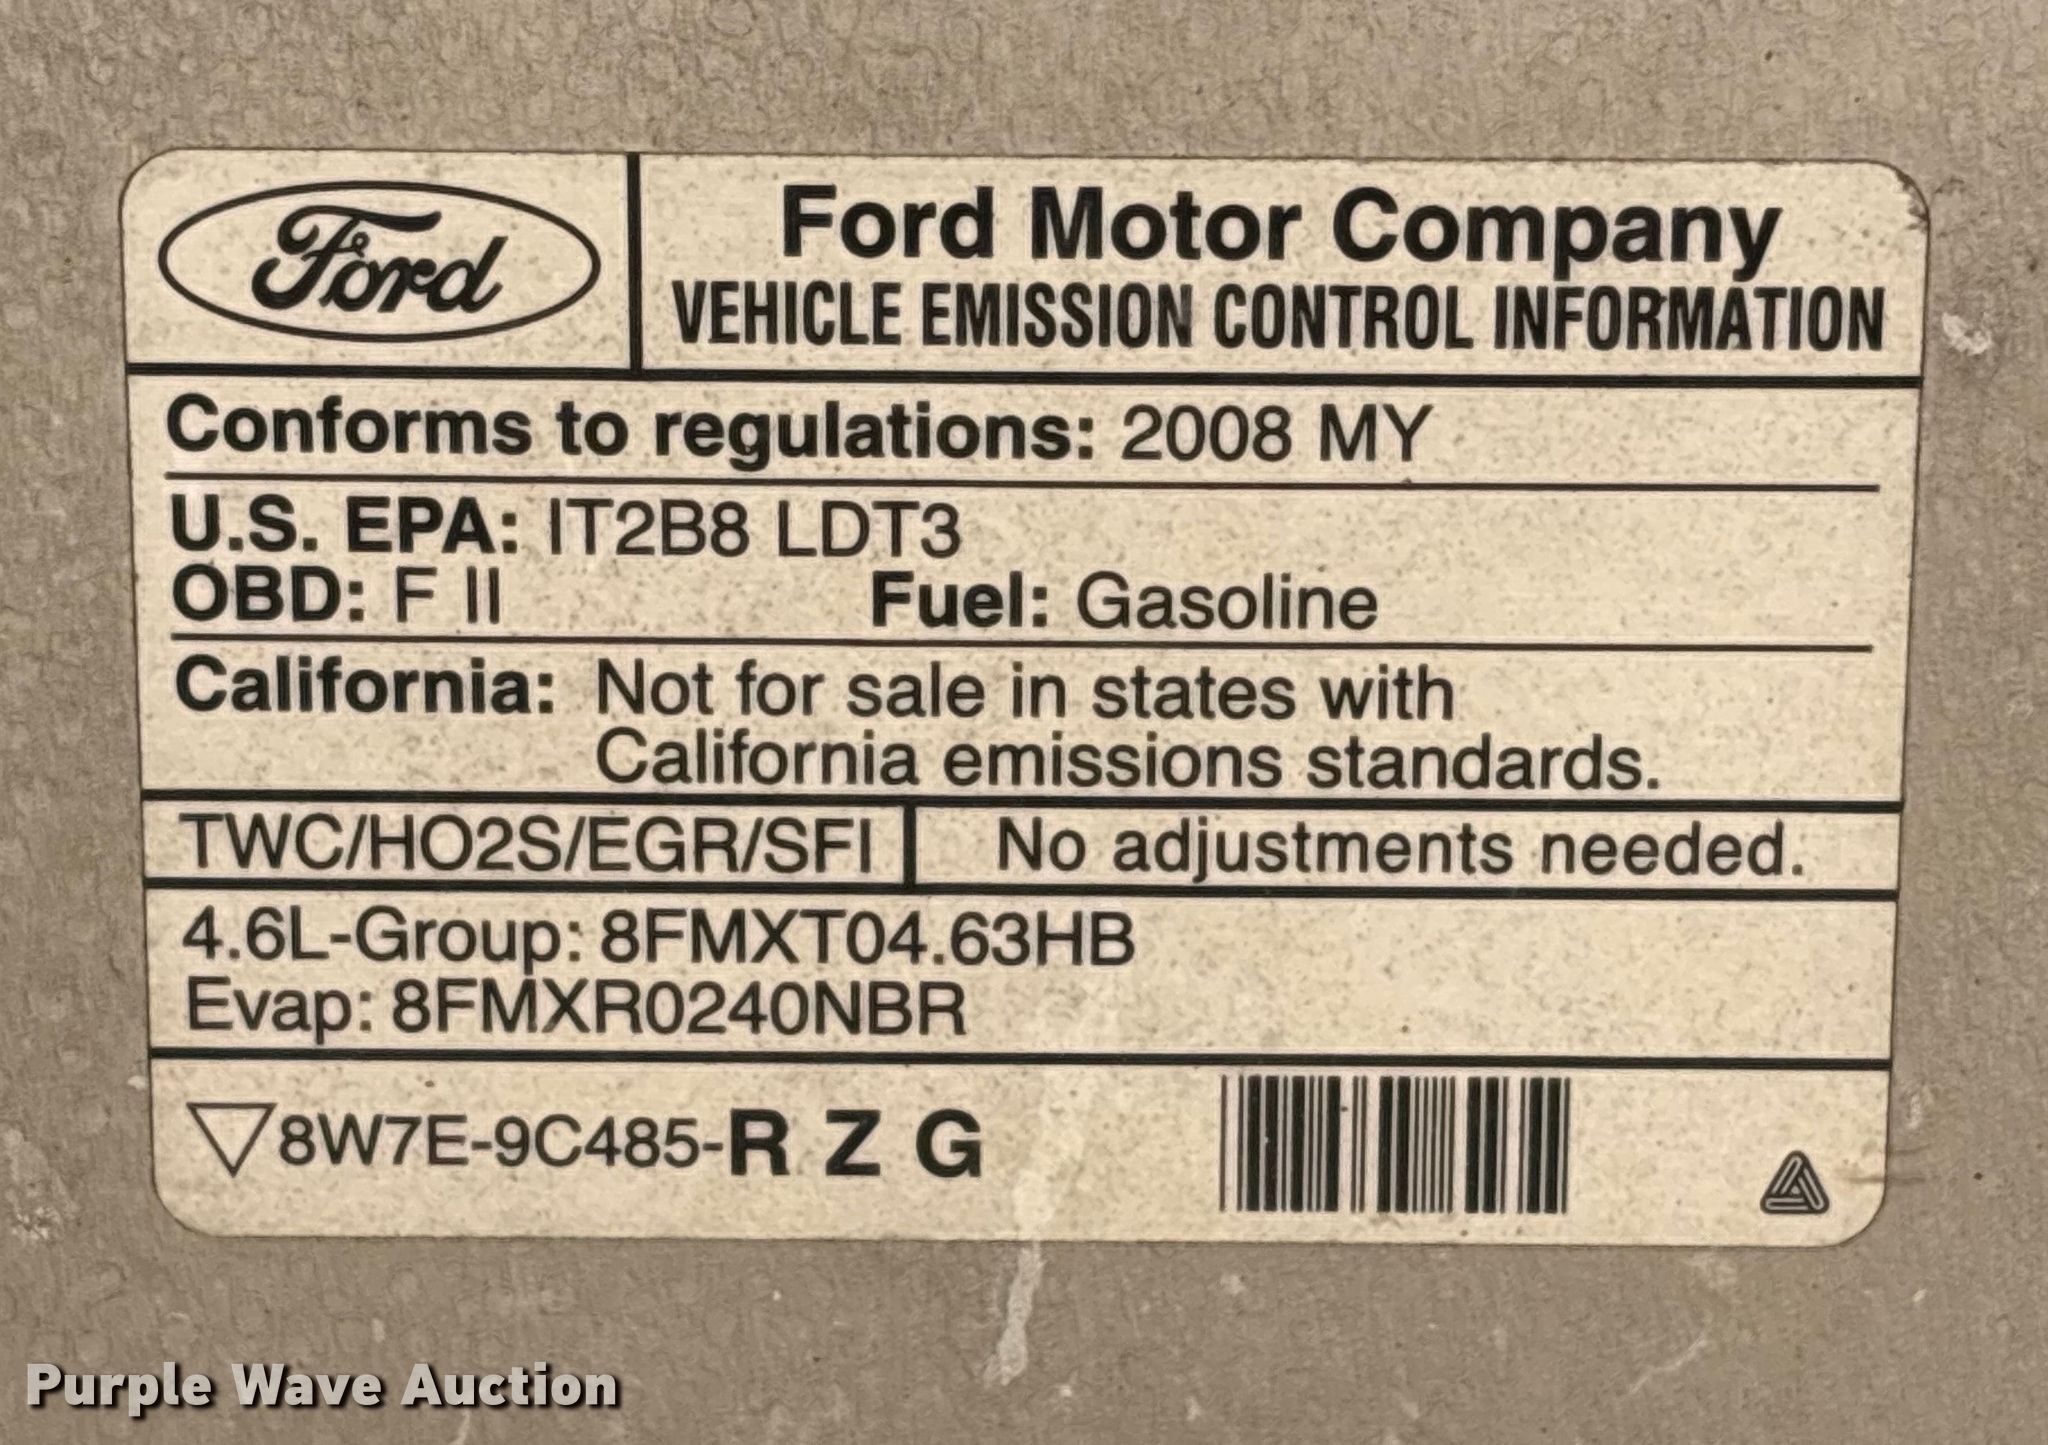 Ford
Ford Motor Company
VEHICLE EMISSION CONTROL INFORMATION
Conforms to regulations: 2008 MY
U.S. EPA: IT2B8 LDT3
OBD: F II Fuel: Gasoline
California: Not for sale in states with
California emissions standards.
TWC/HO2S/EGR/SFI No adjustments needed.
4.6L-Group: 8FMXT04.63HB
Evap: 8FMXR0240NBR
8W7E-9C485-R Z G
Purple Wave Auction